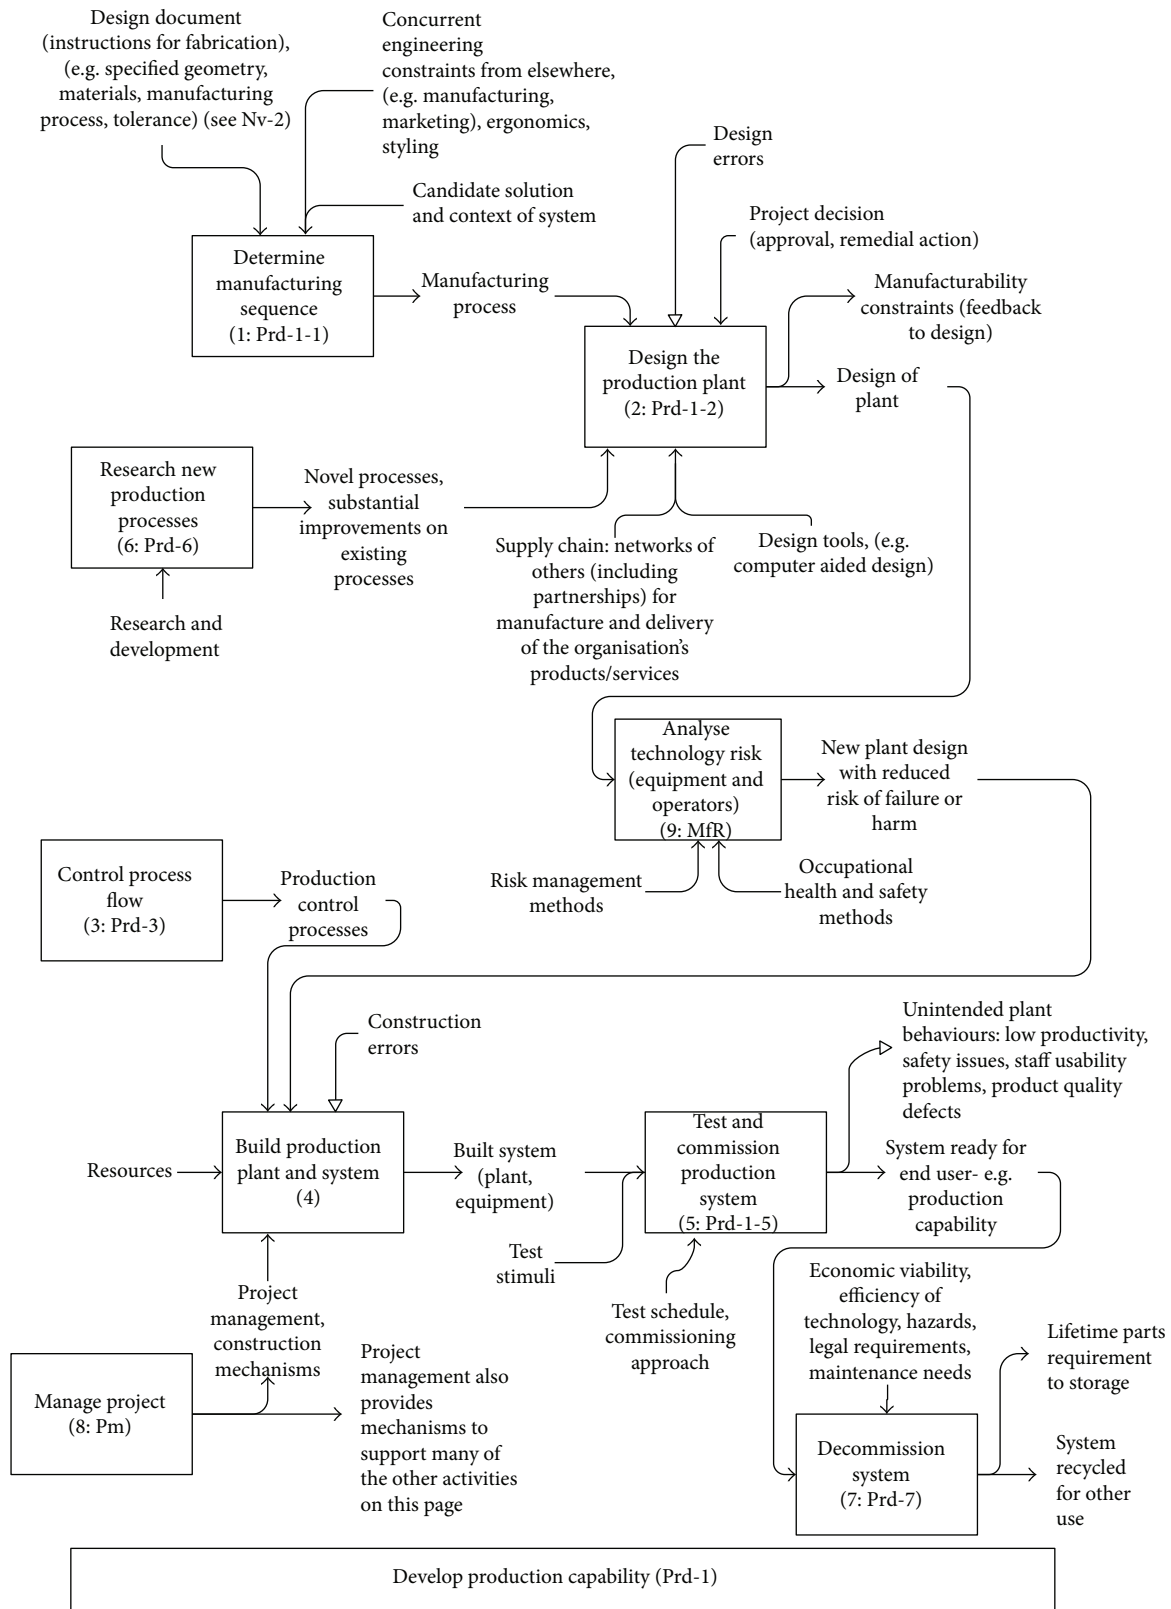 Design document
(instructions for fabrication),
(e.g. specified geometry,
materials, manufacturing
process, tolerance) (see Nv-2)
Concurrent
engineering
constraints from elsewhere,
(e.g. manufacturing,
marketing), ergonomics,
styling
Candidate solution
and context of system
Design
errors
Project decision
(approval, remedial action)
Determine
manufacturing
sequence
(1: Prd-1-1)
Manufacturing
process
Manufacturability
constraints (feedback
to design)
Design the
production plant
(2: Prd-1-2)
Design of
plant
Research new
production
processes
(6: Prd-6)
Novel processes,
substantial
improvements on
existing
processes
Research and
development
Supply chain: networks of
others (including
partnerships) for
manufacture and delivery
of the organisation’s
products/services
Design tools, (e.g.
computer aided design)
Analyse
technology risk
(equipment and
operators)
(9: MfR)
New plant design
with reduced
risk of failure or
harm
Risk management
methods
Occupational
health and safety
methods
Control process
flow
(3: Prd-3)
Production
control
processes
Construction
errors
Unintended plant
behaviours: low productivity,
safety issues, staff usability
problems, product quality
defects
Resources
Build production
plant and system
(4)
Built system
(plant,
equipment)
Test and
commission
production
system
(5: Prd-1-5)
System ready for
end user- e.g.
production
capability
Test
stimuli
Test schedule,
commissioning
approach
Project
management,
construction
mechanisms
Economic viability,
efficiency of
technology, hazards,
legal requirements,
maintenance needs
Manage project
(8: Pm)
Project
management also
provides
mechanisms to
support many of
the other activities
on this page
Lifetime parts
requirement
to storage
Decommission
system
(7: Prd-7)
System
recycled
for other
use
Develop production capability (Prd-1)